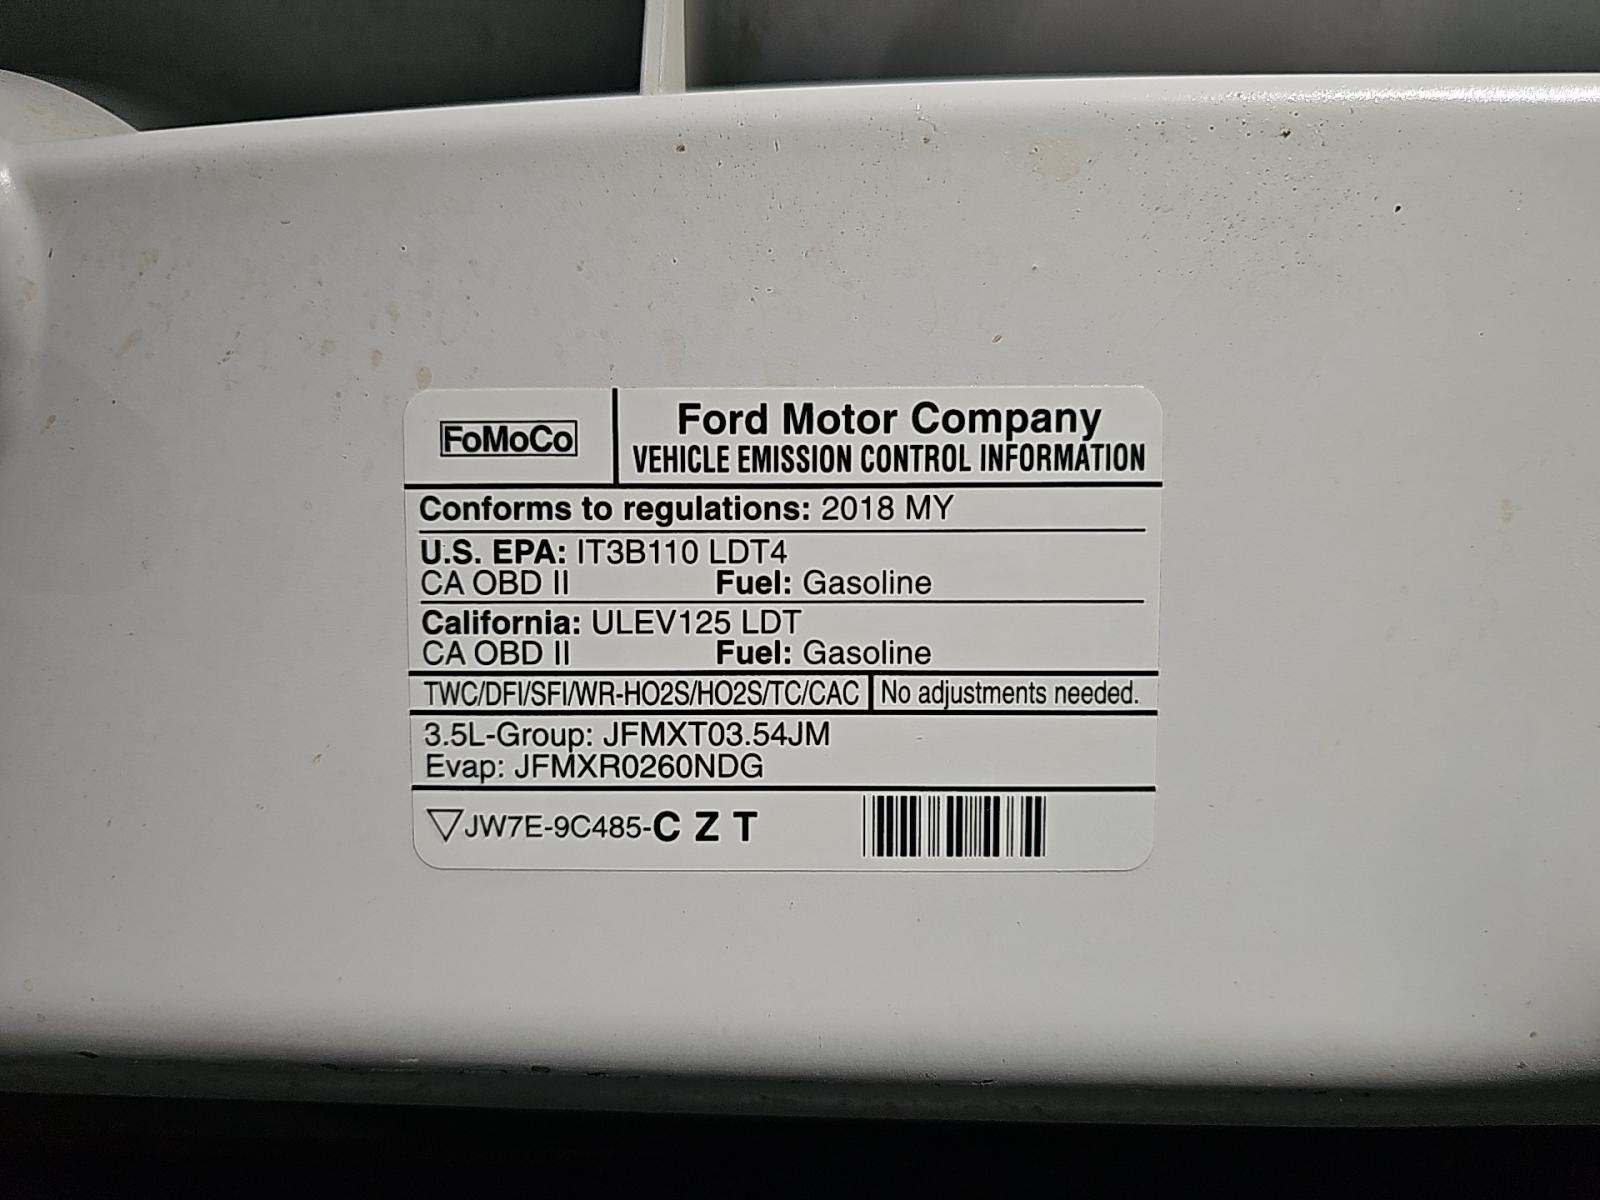 FoMoCo
Ford Motor Company
VEHICLE EMISSION CONTROL INFORMATION
Conforms to regulations: 2018 MY
U.S. EPA: IT3B110 LDT4
CA OBD II Fuel: Gasoline
California: ULEV125 LDT
CA OBD II Fuel: Gasoline
TWC/DFI/SFI/WR-HO2S/HO2S/TC/CAC No adjustments needed.
3.5L-Group: JFMXT03.54JM
Evap: JFMXR0260NDG
JW7E-9C485-C Z T